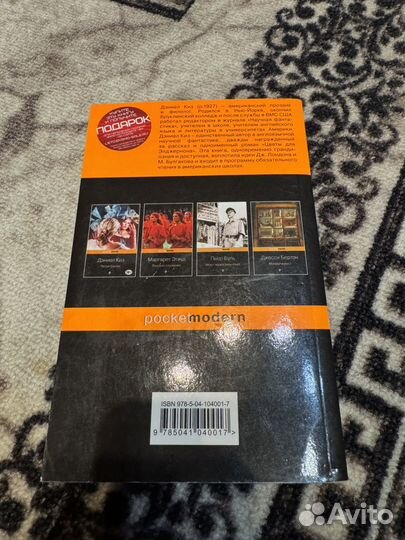 ПОДАРОК
Дэниел Киз (р.1927) – американский прозаик
и филолог. Родился в Нью-Йорке, окончил
Бруклинский колледж и после службы в ВМС США
работал редактором в журнале «Научная фанта-
стика», учителем в школе, учителем английского
языка и литературы в университетах Америки.
Дэниел Киз – единственный автор в англоязычной
научной фантастике, дважды награжденный
за рассказ и одноименный роман «Цветы для
Элджернона». Эта книга, одновременно гранди-
озная и доступная, воплотила идеи Дж. Лондона и
М. Булгакова и входит в программу обязательного
чтения в американских школах.
Дэниел Киз
Маргарет Этвуд
Пьер Буль
Джесси Бёртон
pocketmodern
ISBN 978-5-04-104001-7
9 785041 040017 >
Avito